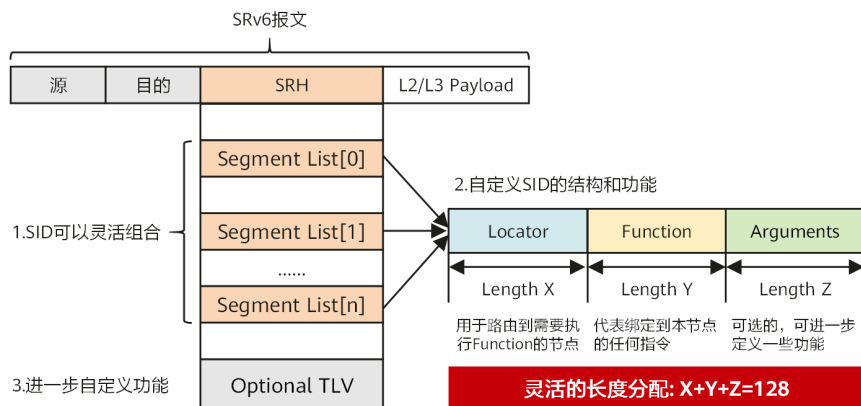 SRv6报文
源
目的
SRH
L2/L3 Payload
Segment List[0]
2.自定义SID的结构和功能
1.SID可以灵活组合
Segment List[1]
Locator
Function
Arguments
......
Length X
Length Y
Length Z
Segment List[n]
用于路由到需要执
行Function的节点
代表绑定到本节点
的任何指令
可选的，可进一步
定义一些功能
3.进一步自定义功能
Optional TLV
灵活的长度分配: X+Y+Z=128